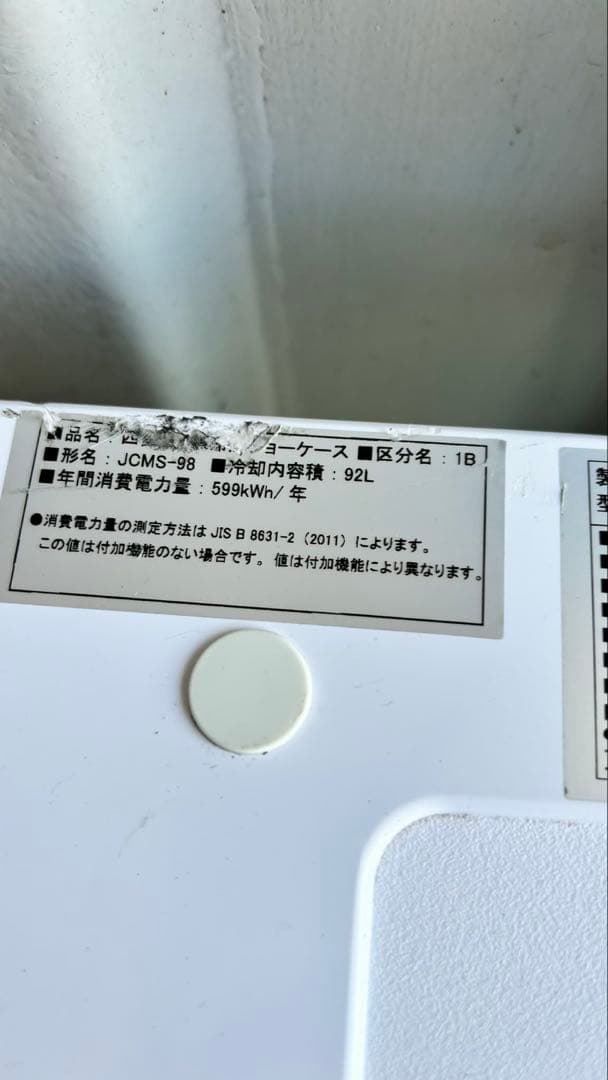 ■品名：四 ョーケース ■区分名：1B
■形名：JCMS-98 ■冷却内容積：92L
■年間消費電力量：599kWh/年
●消費電力量の測定方法は JIS B 8631-2（2011）によります。
この値は付加機能のない場合です。値は付加機能により異なります。
製
型